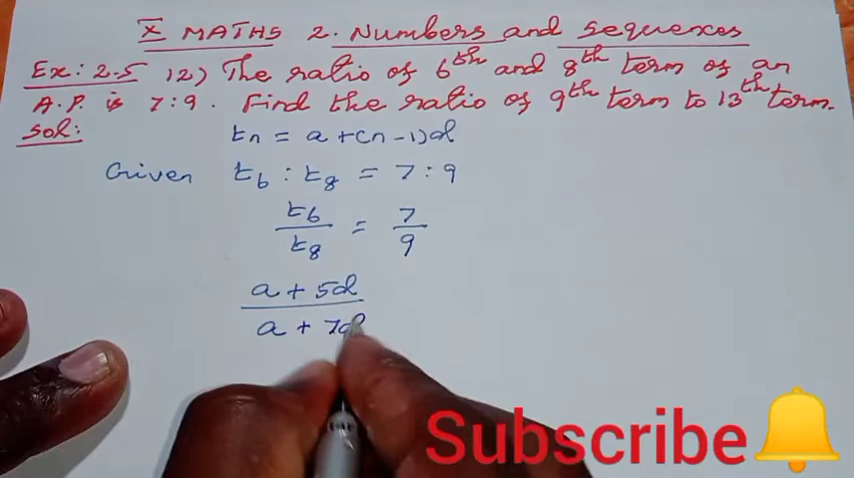 X MATHS 2. Numbers and Sequences
Ex: 2.5 12) The ratio of 6th and 8th term of an
A.P. is 7:9. Find the ratio of 9th term to 13th term.
Sol:
tn = a + (n - 1)d
Given t6 : t8 = 7 : 9
t6/t8 = 7/9
a + 5d
a + 7d
Subscribe